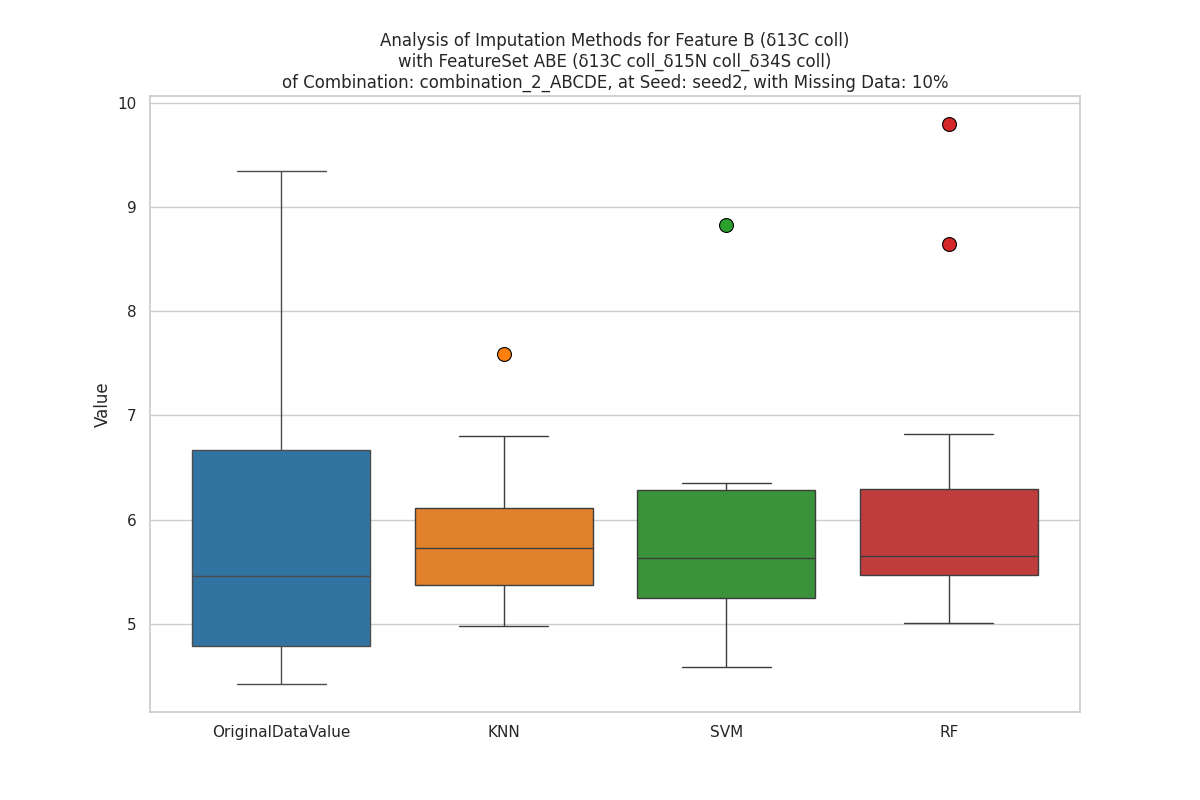 Analysis of Imputation Methods for Feature B (δ13C coll)
with FeatureSet ABE (δ13C coll_δ15N coll_δ34S coll)
of Combination: combination_2_ABCDE, at Seed: seed2, with Missing Data: 10%
10
9
8
7
6
5
Value
OriginalDataValue
KNN
SVM
RF